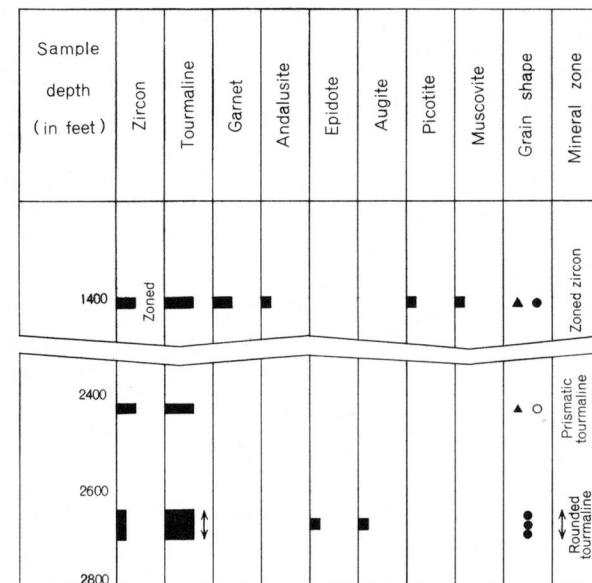 Sample
depth
(in feet)
Zircon
Tourmaline
Garnet
Andalusite
Epidote
Augite
Picotite
Muscovite
Grain shape
Mineral zone
1400
Zoned
Zoned zircon
2400
Prismatic
tourmaline
2600
Rounded
tourmaline
2800